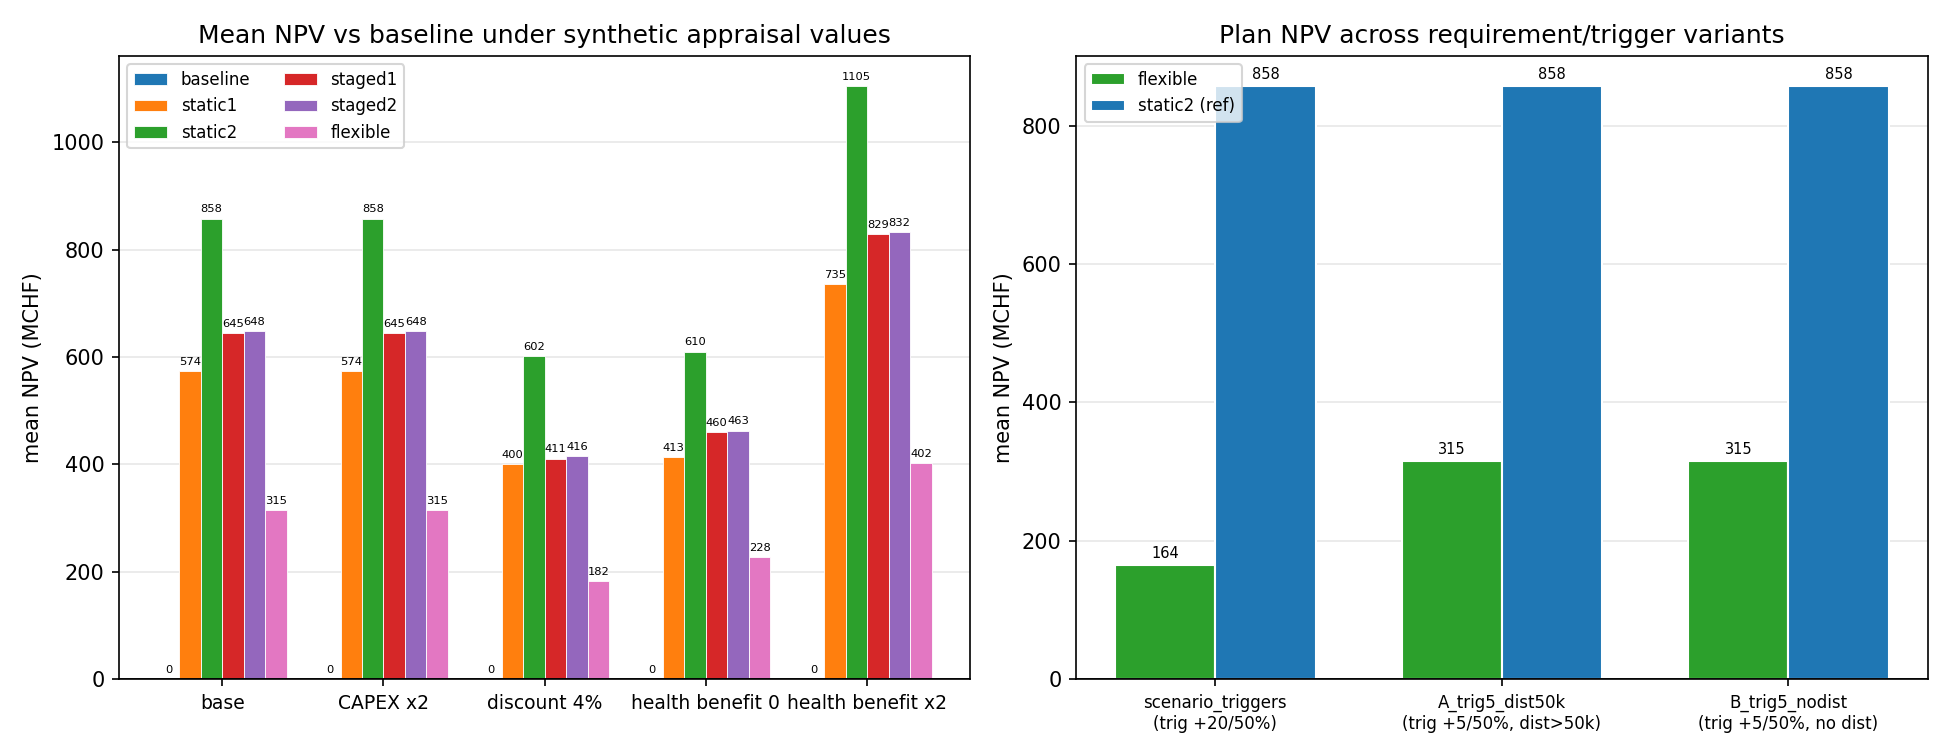 Mean NPV vs baseline under synthetic appraisal values
baseline
static1
static2
staged1
staged2
flexible
mean NPV (MCHF)
1000
800
600
400
200
0
0
574
858
645
648
315
0
574
858
645
648
315
0
400
602
411
416
182
0
413
610
460
463
228
0
735
1105
829
832
402
base
CAPEX x2
discount 4%
health benefit 0
health benefit x2
Plan NPV across requirement/trigger variants
flexible
static2 (ref)
mean NPV (MCHF)
800
600
400
200
0
164
858
315
858
315
858
scenario_triggers
(trig +20/50%)
A_trig5_dist50k
(trig +5/50%, dist>50k)
B_trig5_nodist
(trig +5/50%, no dist)